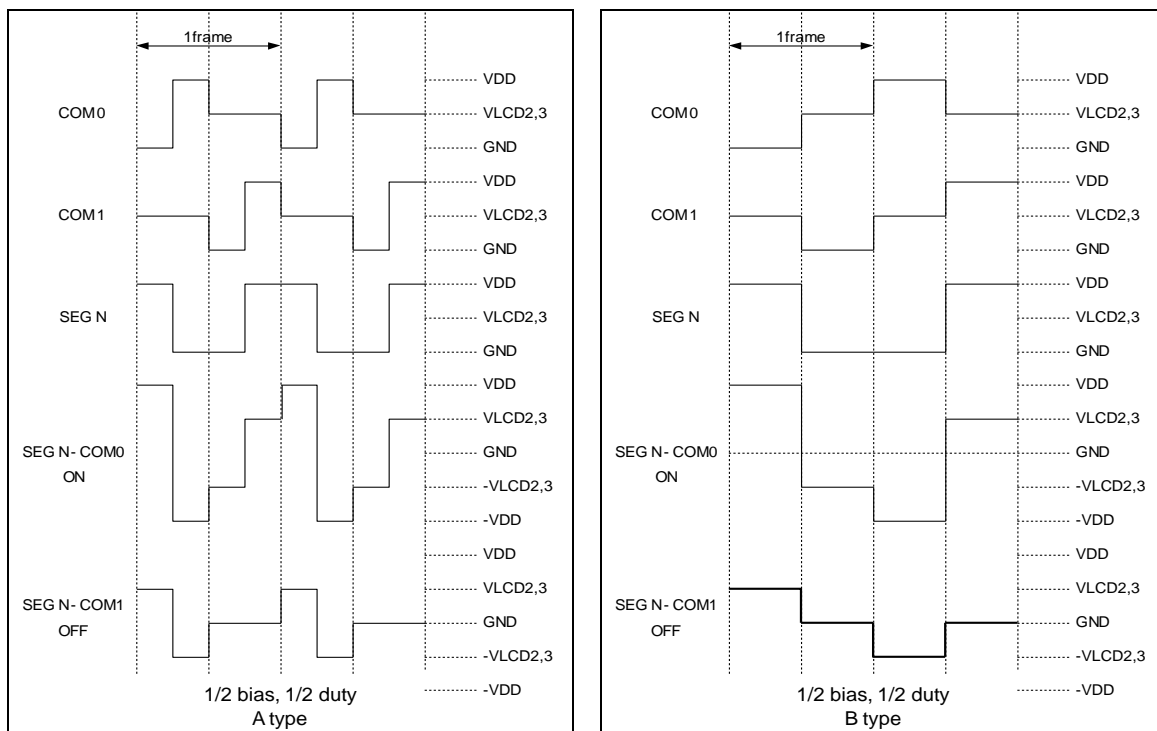 1frame
COM0
VDD
VLCD2,3
GND
COM1
VDD
VLCD2,3
GND
SEG N
VDD
VLCD2,3
GND
SEG N- COM0
ON
VDD
VLCD2,3
GND
-VLCD2,3
-VDD
SEG N- COM1
OFF
VDD
VLCD2,3
GND
-VLCD2,3
-VDD
1/2 bias, 1/2 duty
A type
1frame
COM0
VDD
VLCD2,3
GND
COM1
VDD
VLCD2,3
GND
SEG N
VDD
VLCD2,3
GND
SEG N- COM0
ON
VDD
VLCD2,3
GND
-VLCD2,3
-VDD
SEG N- COM1
OFF
VDD
VLCD2,3
GND
-VLCD2,3
-VDD
1/2 bias, 1/2 duty
B type